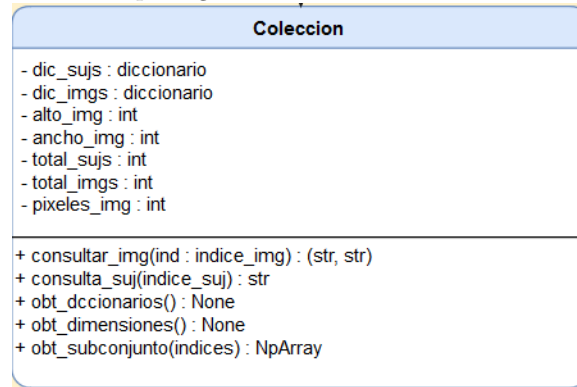 Coleccion
- dic_sujs : diccionario
- dic_imgs : diccionario
- alto_img : int
- ancho_img : int
- total_sujs : int
- total_imgs : int
- pixeles_img : int
+ consultar_img(ind : indice_img) : (str, str)
+ consulta_suj(indice_suj) : str
+ obt_dccionarios() : None
+ obt_dimensiones() : None
+ obt_subconjunto(indices) : NpArray